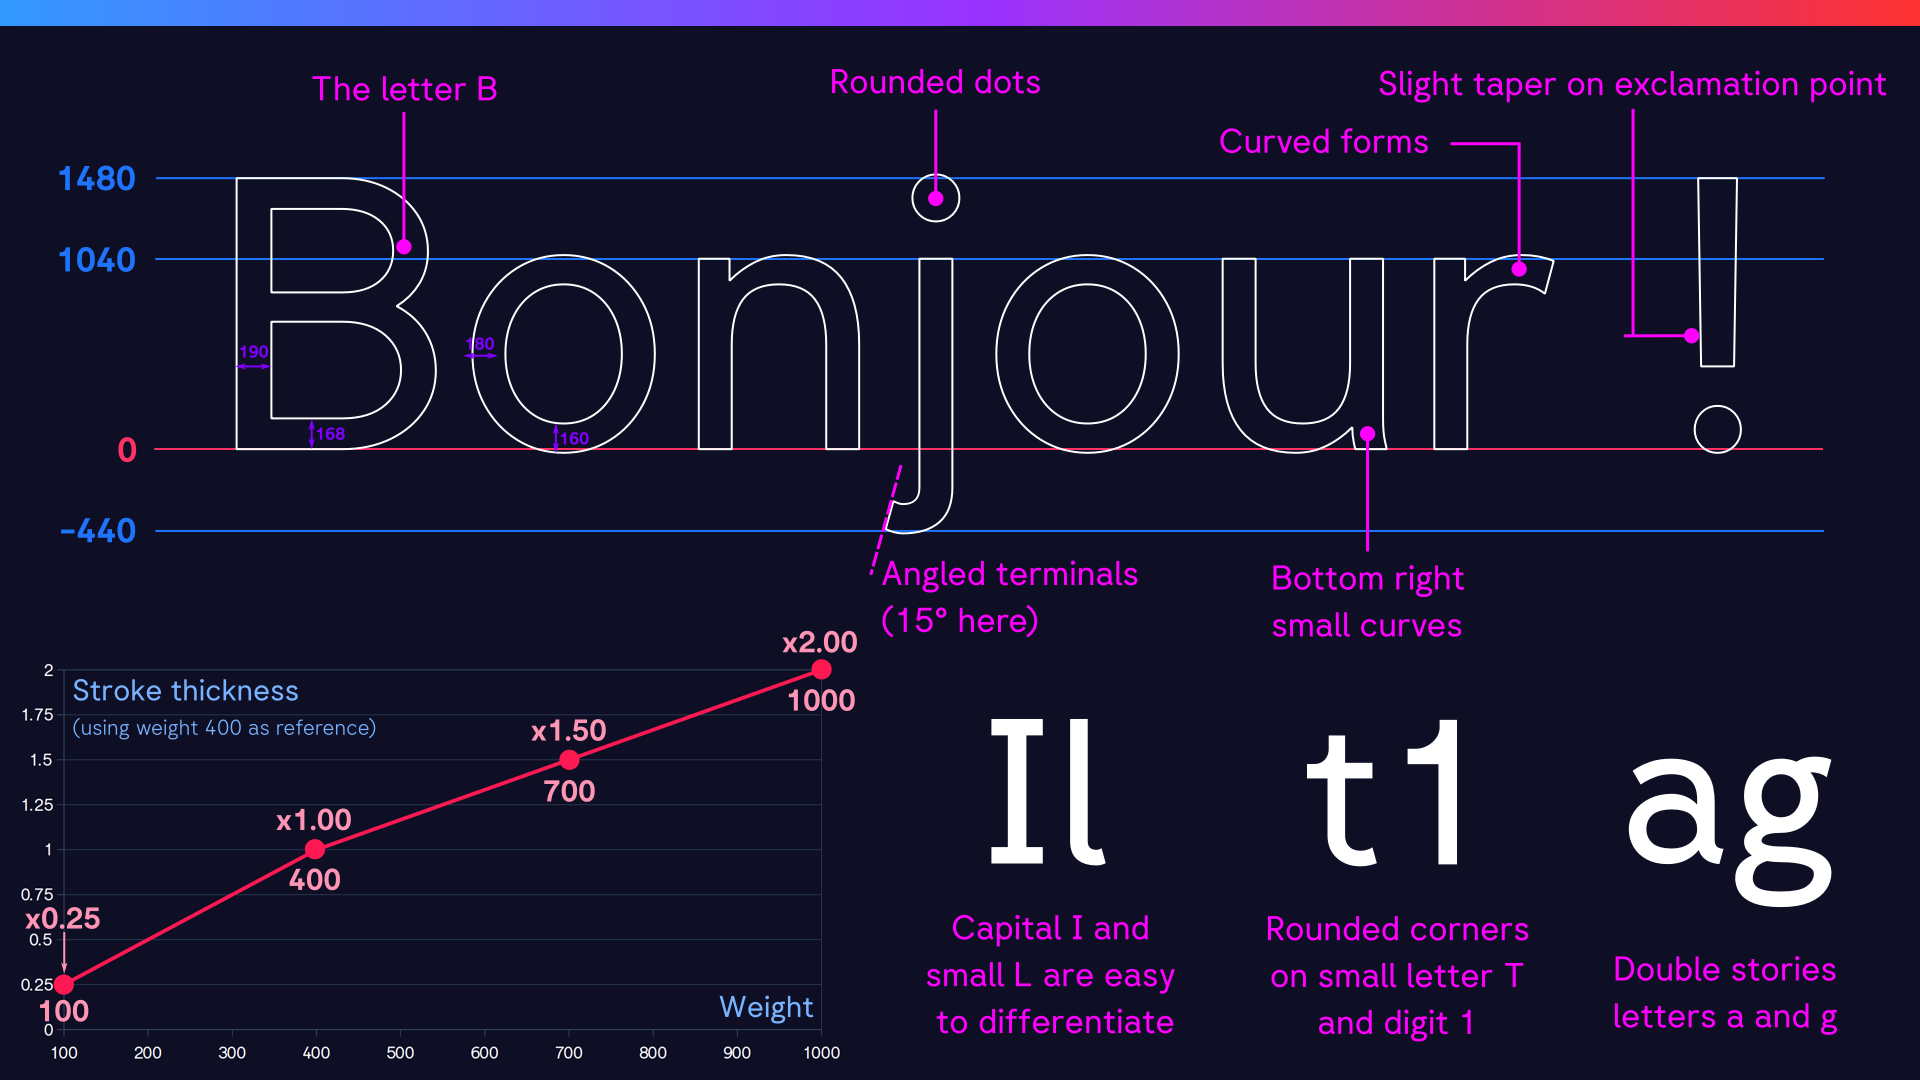 The letter B
Rounded dots
Slight taper on exclamation point
Curved forms
1480
1040
0
-440
Bonjour !
190
180
168
160
Angled terminals
(15° here)
Bottom right
small curves
Stroke thickness
(using weight 400 as reference)
2
1.75
1.5
1.25
1
0.75
0.5
0.25
0
x0.25
100
x1.00
400
x1.50
700
x2.00
1000
Weight
100 200 300 400 500 600 700 800 900 1000
Il
Capital I and
small L are easy
to differentiate
t1
Rounded corners
on small letter T
and digit 1
ag
Double stories
letters a and g